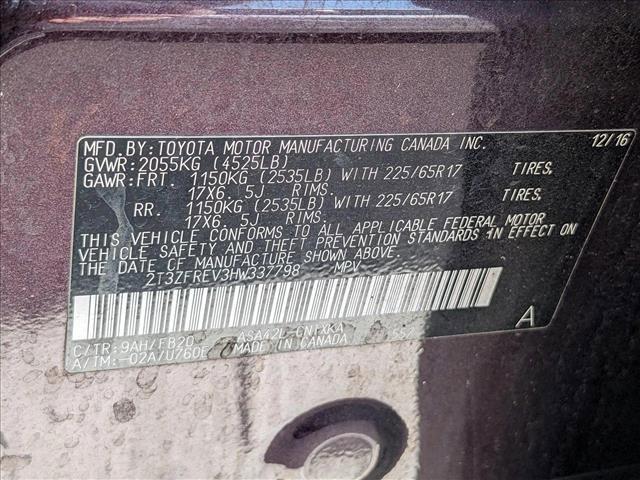 MFD. BY: TOYOTA MOTOR MANUFACTURING CANADA INC. 12/16
GVWR: 2055KG (4525LB)
GAWR: FRT. 1150KG (2535LB) WITH 225/65R17 TIRES,
17X6.5J RIMS.
RR. 1150KG (2535LB) WITH 225/65R17 TIRES,
17X6.5J RIMS.
THIS VEHICLE CONFORMS TO ALL APPLICABLE FEDERAL MOTOR
VEHICLE SAFETY AND THEFT PREVENTION STANDARDS IN EFFECT ON
THE DATE OF MANUFACTURE SHOWN ABOVE.
2T3ZFREV3HW337798 MPV
A
C/TR: 9AH/FB20
A/TM: -02A/U760E MADE IN CANADA